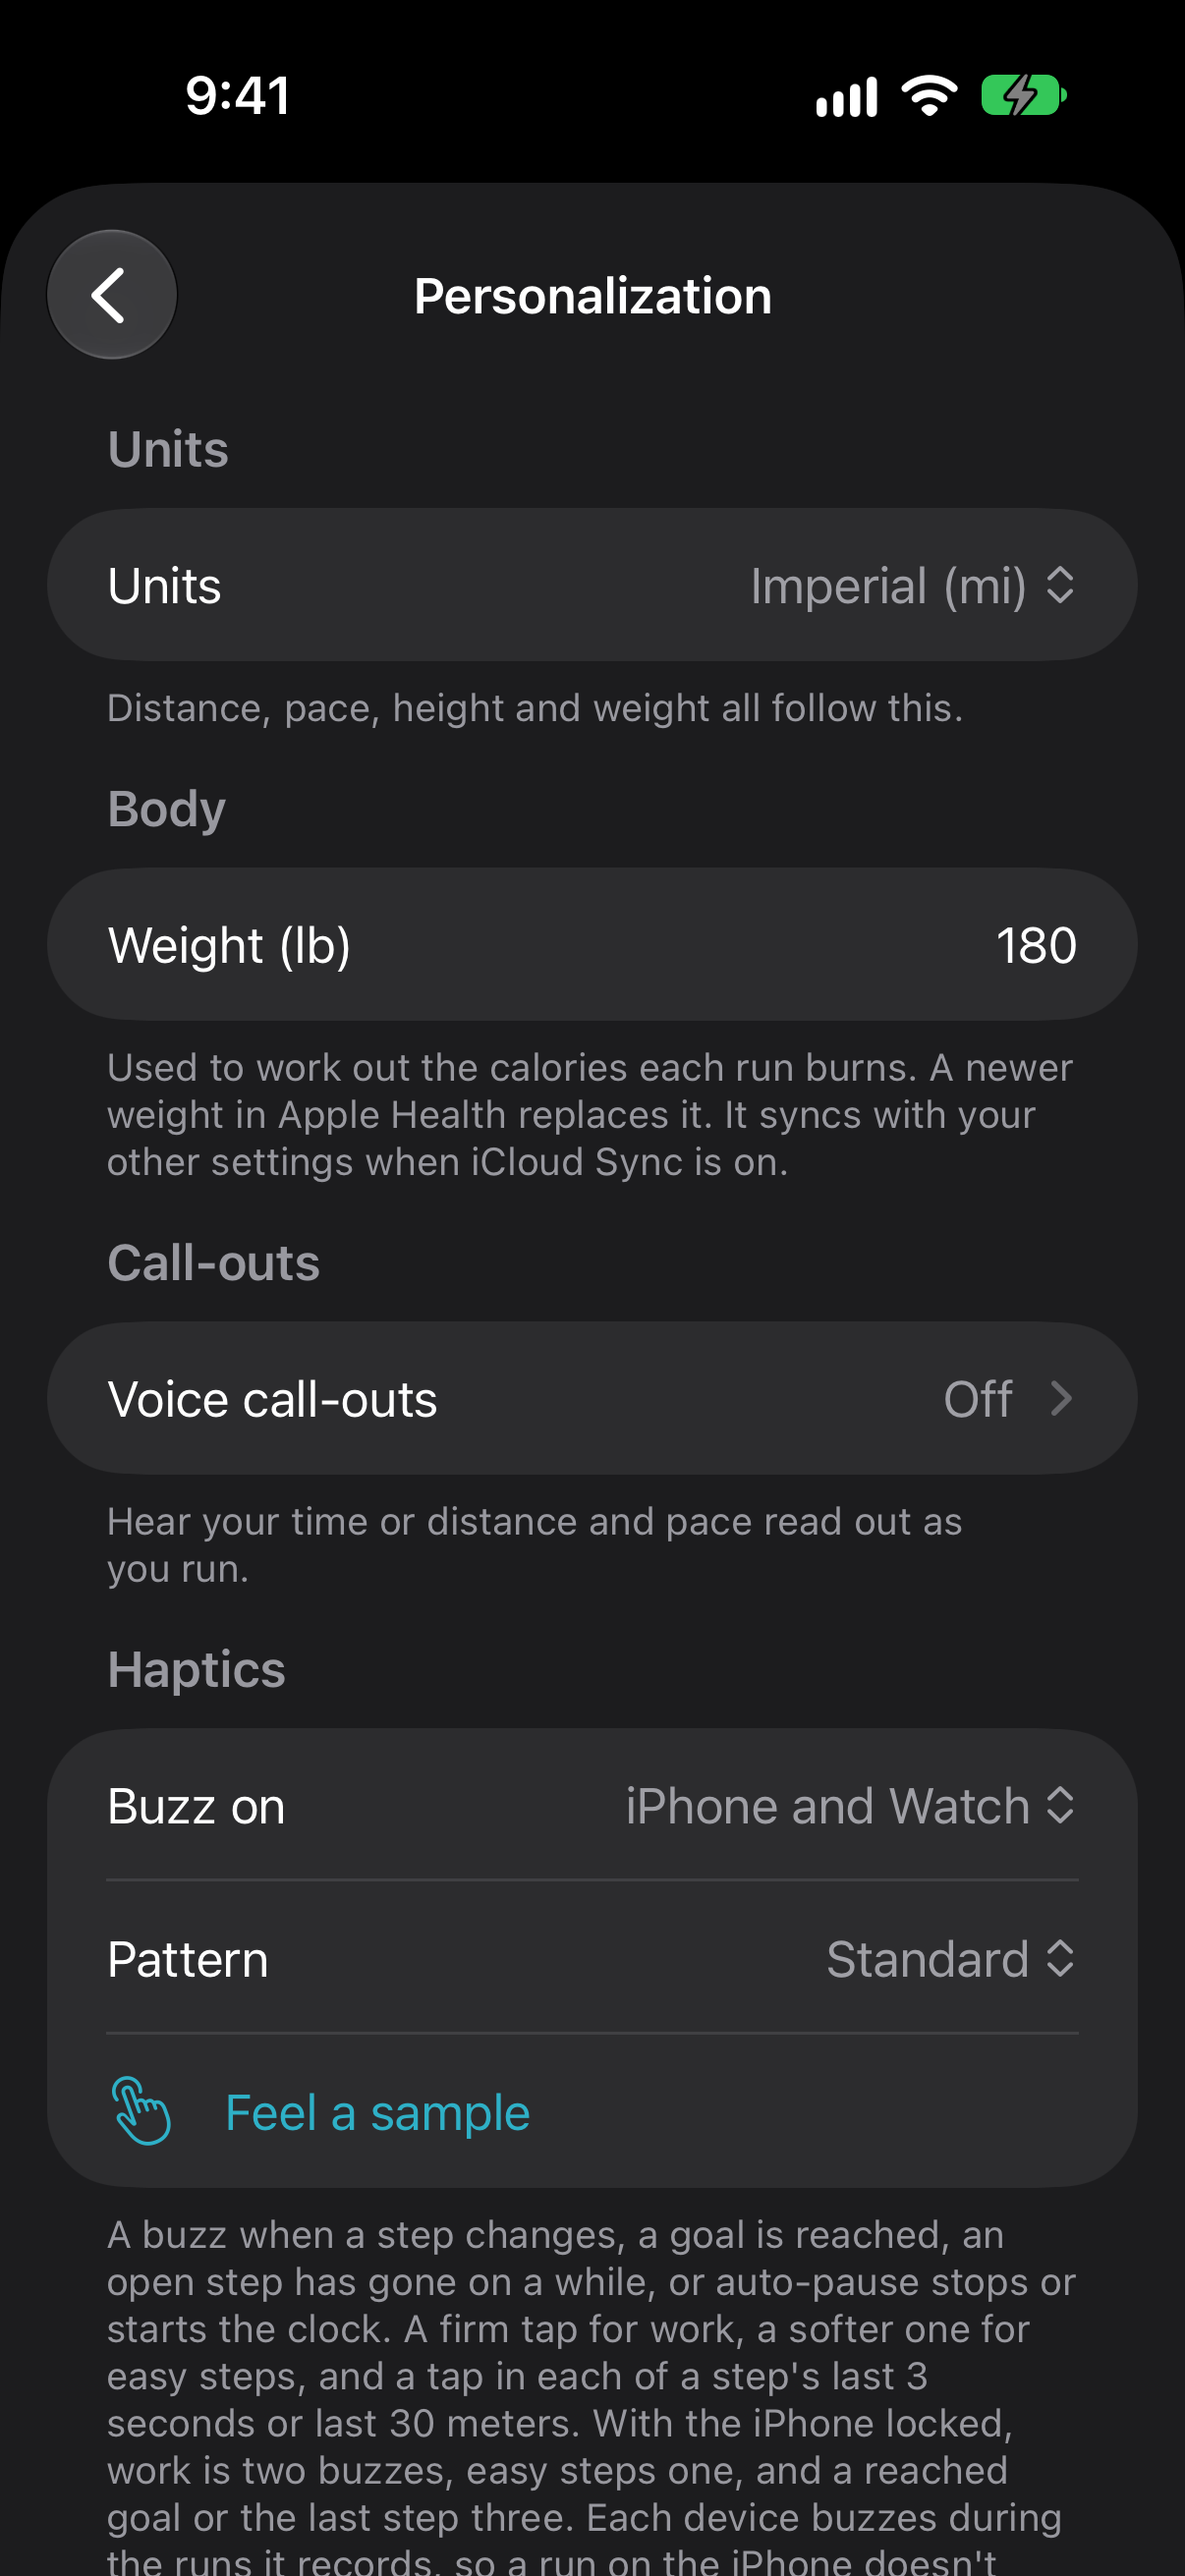 9:41
Personalization
Units
Units Imperial (mi)
Distance, pace, height and weight all follow this.
Body
Weight (lb) 180
Used to work out the calories each run burns. A newer
weight in Apple Health replaces it. It syncs with your
other settings when iCloud Sync is on.
Call-outs
Voice call-outs Off
Hear your time or distance and pace read out as
you run.
Haptics
Buzz on iPhone and Watch
Pattern Standard
Feel a sample
A buzz when a step changes, a goal is reached, an
open step has gone on a while, or auto-pause stops or
starts the clock. A firm tap for work, a softer one for
easy steps, and a tap in each of a step's last 3
seconds or last 30 meters. With the iPhone locked,
work is two buzzes, easy steps one, and a reached
goal or the last step three. Each device buzzes during
the runs it records, so a run on the iPhone doesn't